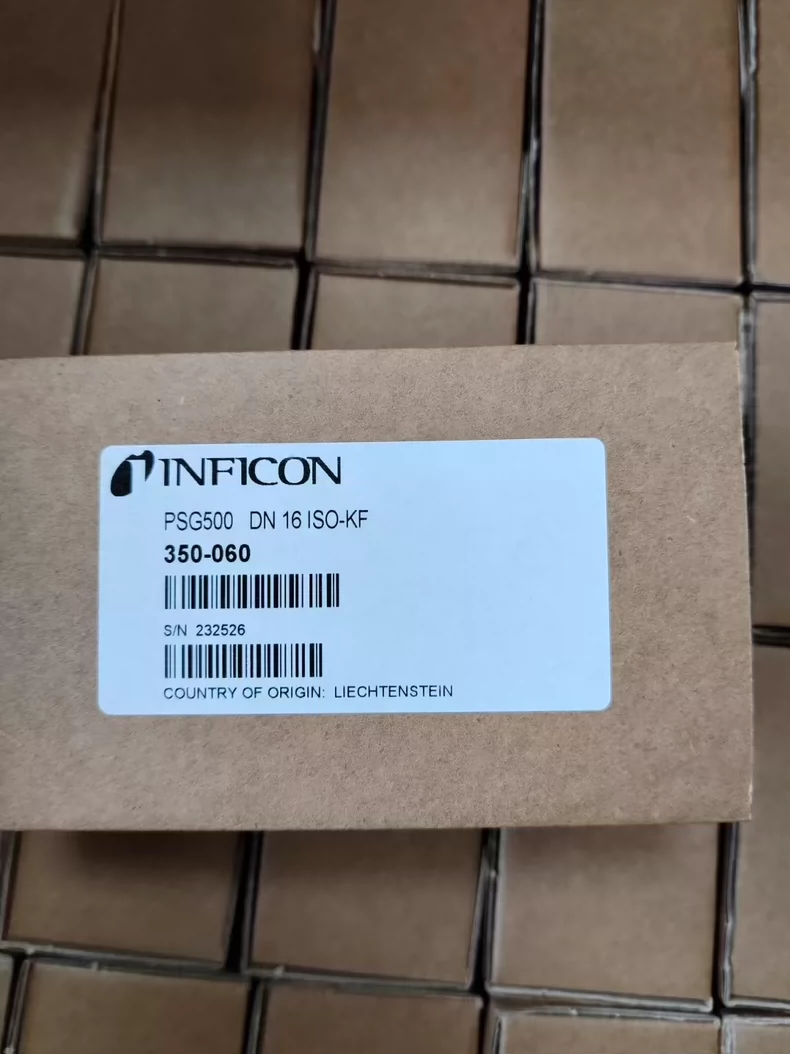 INFICON
PSG500 DN 16 ISO-KF
350-060
S/N 232526
COUNTRY OF ORIGIN: LIECHTENSTEIN